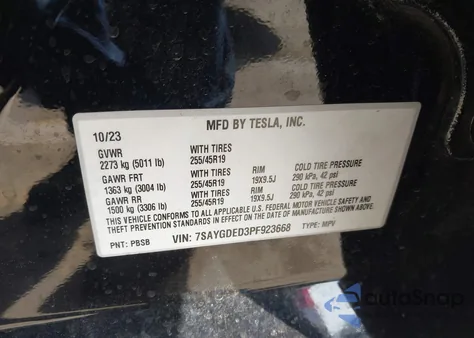 MFD BY TESLA, INC.
10/23
GVWR WITH TIRES
2273 kg (5011 lb) 255/45R19
GAWR FRT WITH TIRES RIM COLD TIRE PRESSURE
1363 kg (3004 lb) 255/45R19 19X9.5J 290 kPa, 42 psi
GAWR RR WITH TIRES RIM COLD TIRE PRESSURE
1500 kg (3306 lb) 255/45R19 19X9.5J 290 kPa, 42 psi
THIS VEHICLE CONFORMS TO ALL APPLICABLE U.S. FEDERAL MOTOR VEHICLE SAFETY AND
THEFT PREVENTION STANDARDS IN EFFECT ON THE DATE OF MANUFACTURE SHOWN ABOVE.
PNT: PBSB VIN: 7SAYGDED3PF923668 TYPE: MPV
autoSnap